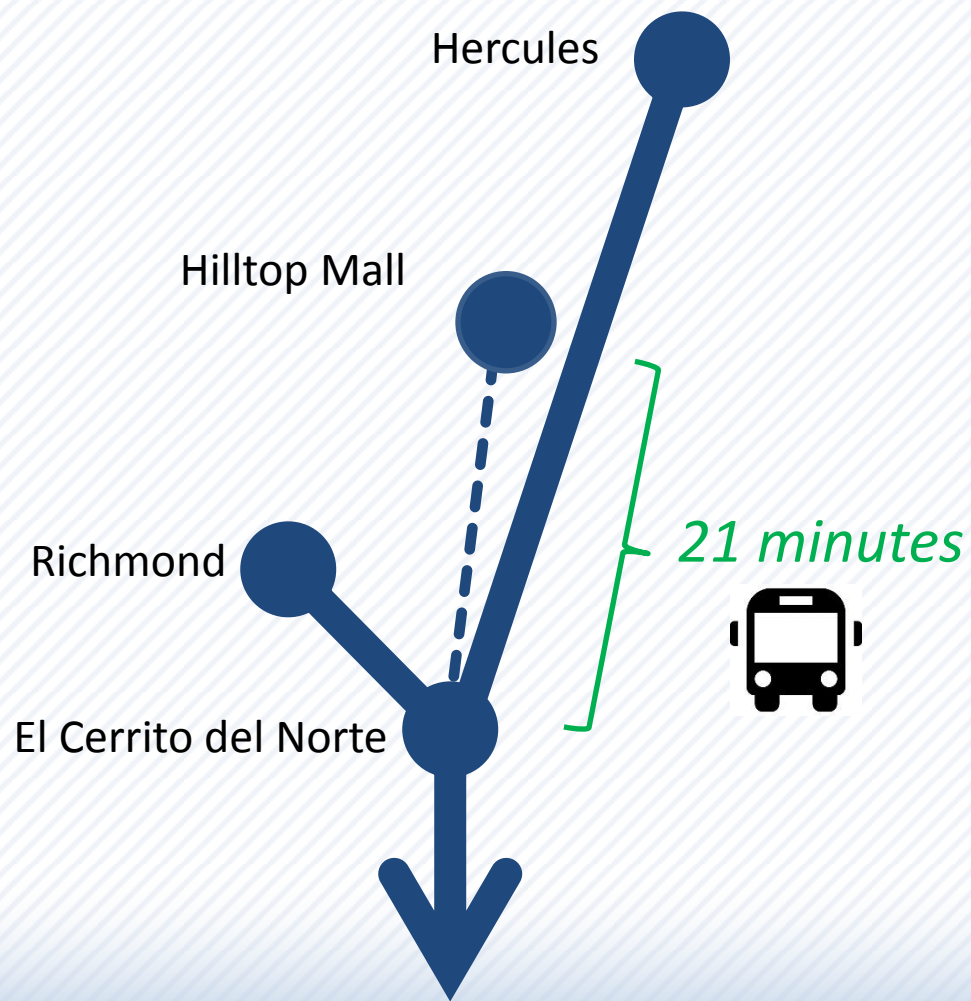 Hercules
Hilltop Mall
21 minutes
Richmond
El Cerrito del Norte